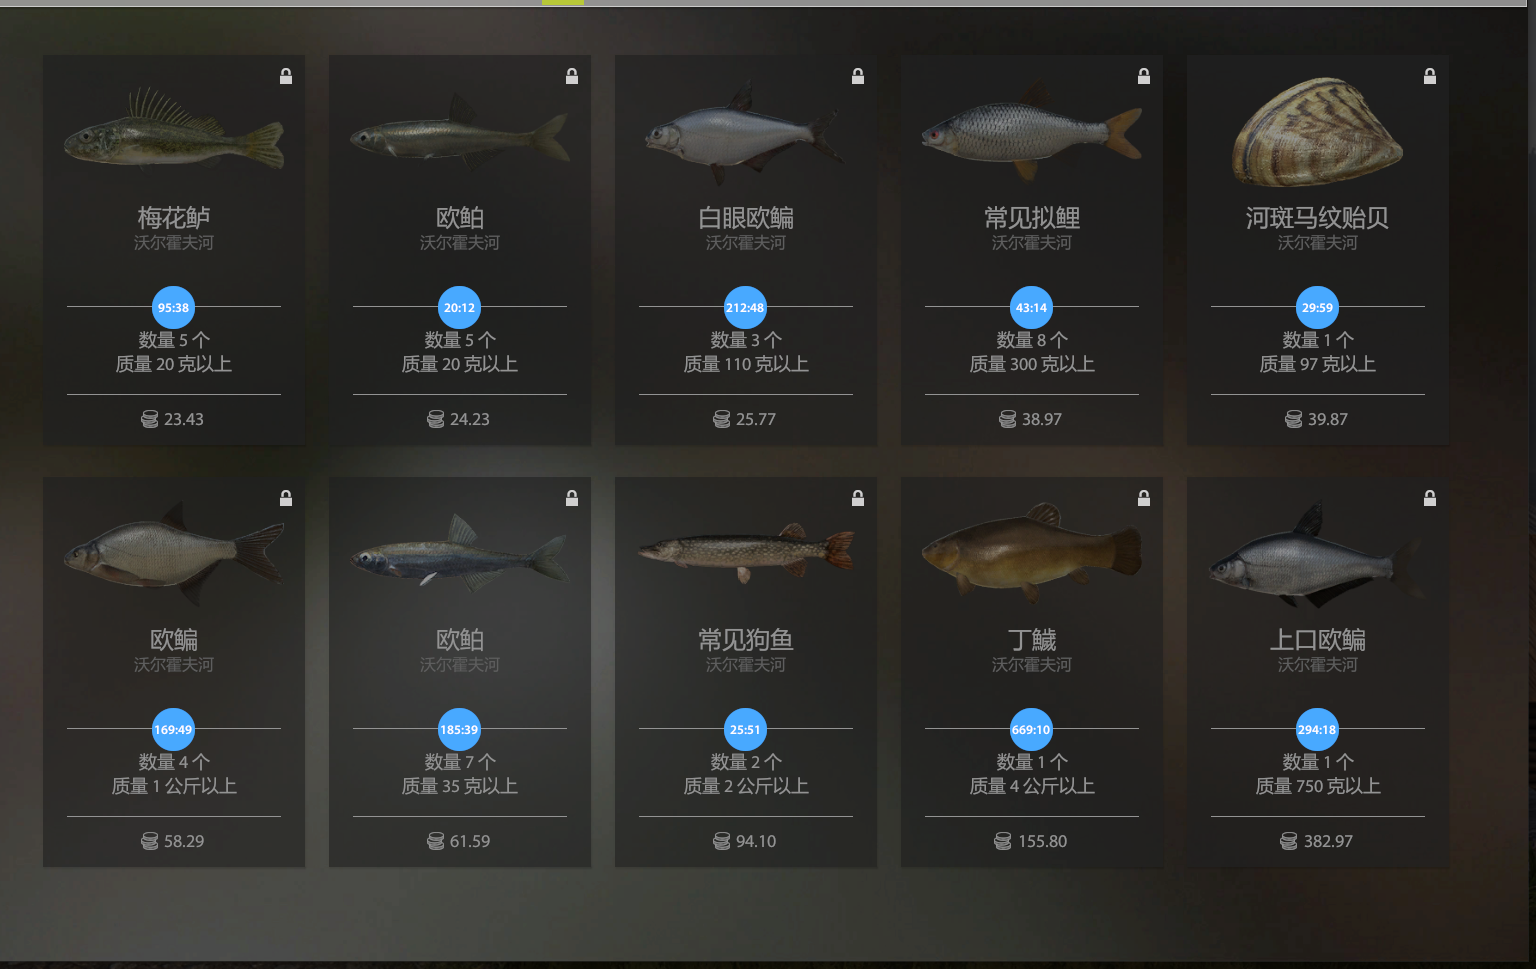 梅花鲈
沃尔霍夫河
95:38
数量 5 个
质量 20 克以上
23.43
欧鲌
沃尔霍夫河
20:12
数量 5 个
质量 20 克以上
24.23
白眼欧鳊
沃尔霍夫河
212:48
数量 3 个
质量 110 克以上
25.77
常见拟鲤
沃尔霍夫河
43:14
数量 8 个
质量 300 克以上
38.97
河斑马纹贻贝
沃尔霍夫河
29:59
数量 1 个
质量 97 克以上
39.87
欧鳊
沃尔霍夫河
169:49
数量 4 个
质量 1 公斤以上
58.29
欧鲌
沃尔霍夫河
185:39
数量 7 个
质量 35 克以上
61.59
常见狗鱼
沃尔霍夫河
25:51
数量 2 个
质量 2 公斤以上
94.10
丁鱥
沃尔霍夫河
669:10
数量 1 个
质量 4 公斤以上
155.80
上口欧鳊
沃尔霍夫河
294:18
数量 1 个
质量 750 克以上
382.97